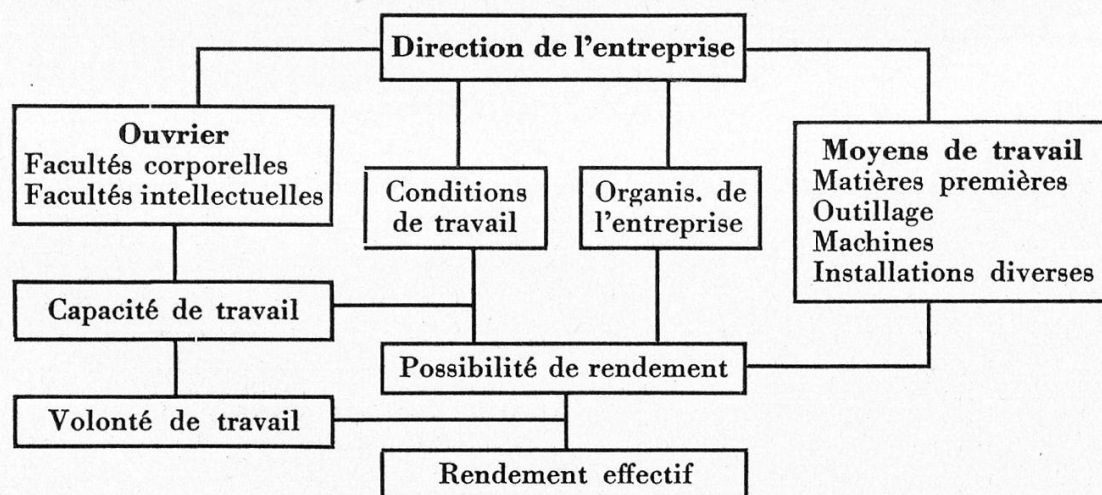 Direction de l'entreprise
Ouvrier
Facultés corporelles
Facultés intellectuelles
Conditions
de travail
Organis. de
l'entreprise
Moyens de travail
Matières premières
Outillage
Machines
Installations diverses
Capacité de travail
Possibilité de rendement
Volonté de travail
Rendement effectif